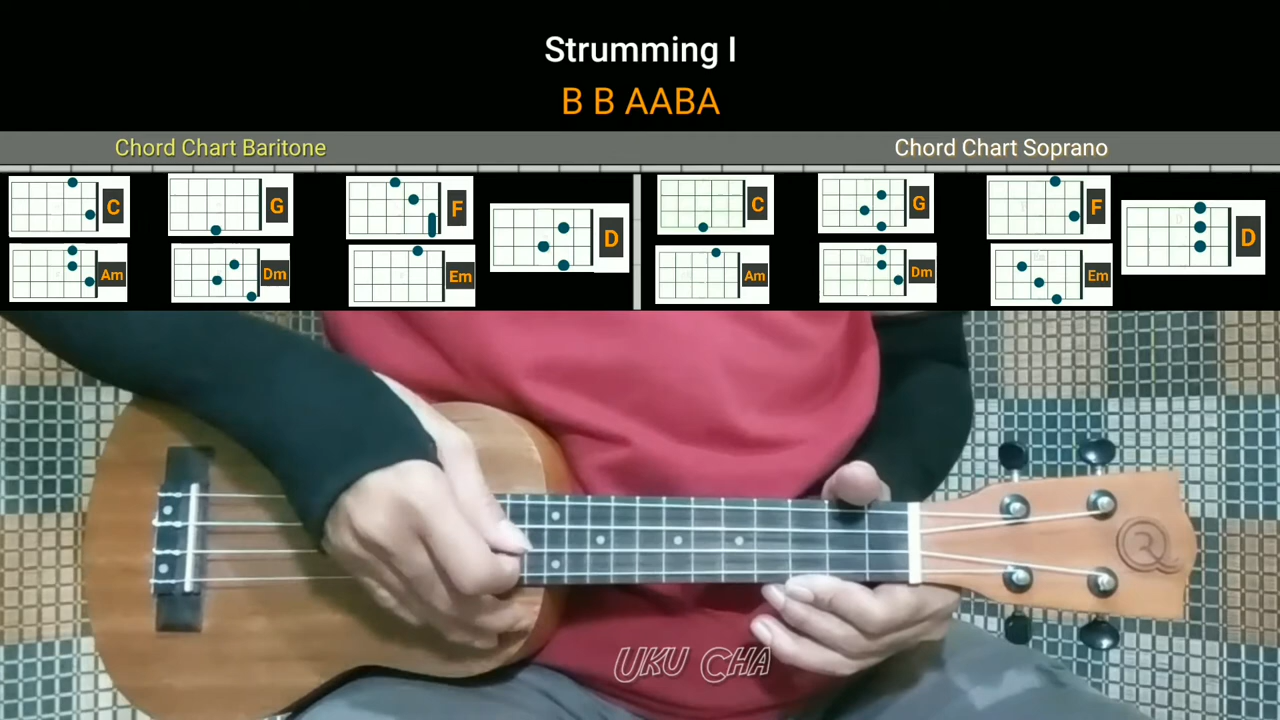 Strumming I
B B AABA
Chord Chart Baritone
Chord Chart Soprano
C
G
F
D
Am
Dm
Em
C
G
F
D
Am
Dm
Em
UKU CHA